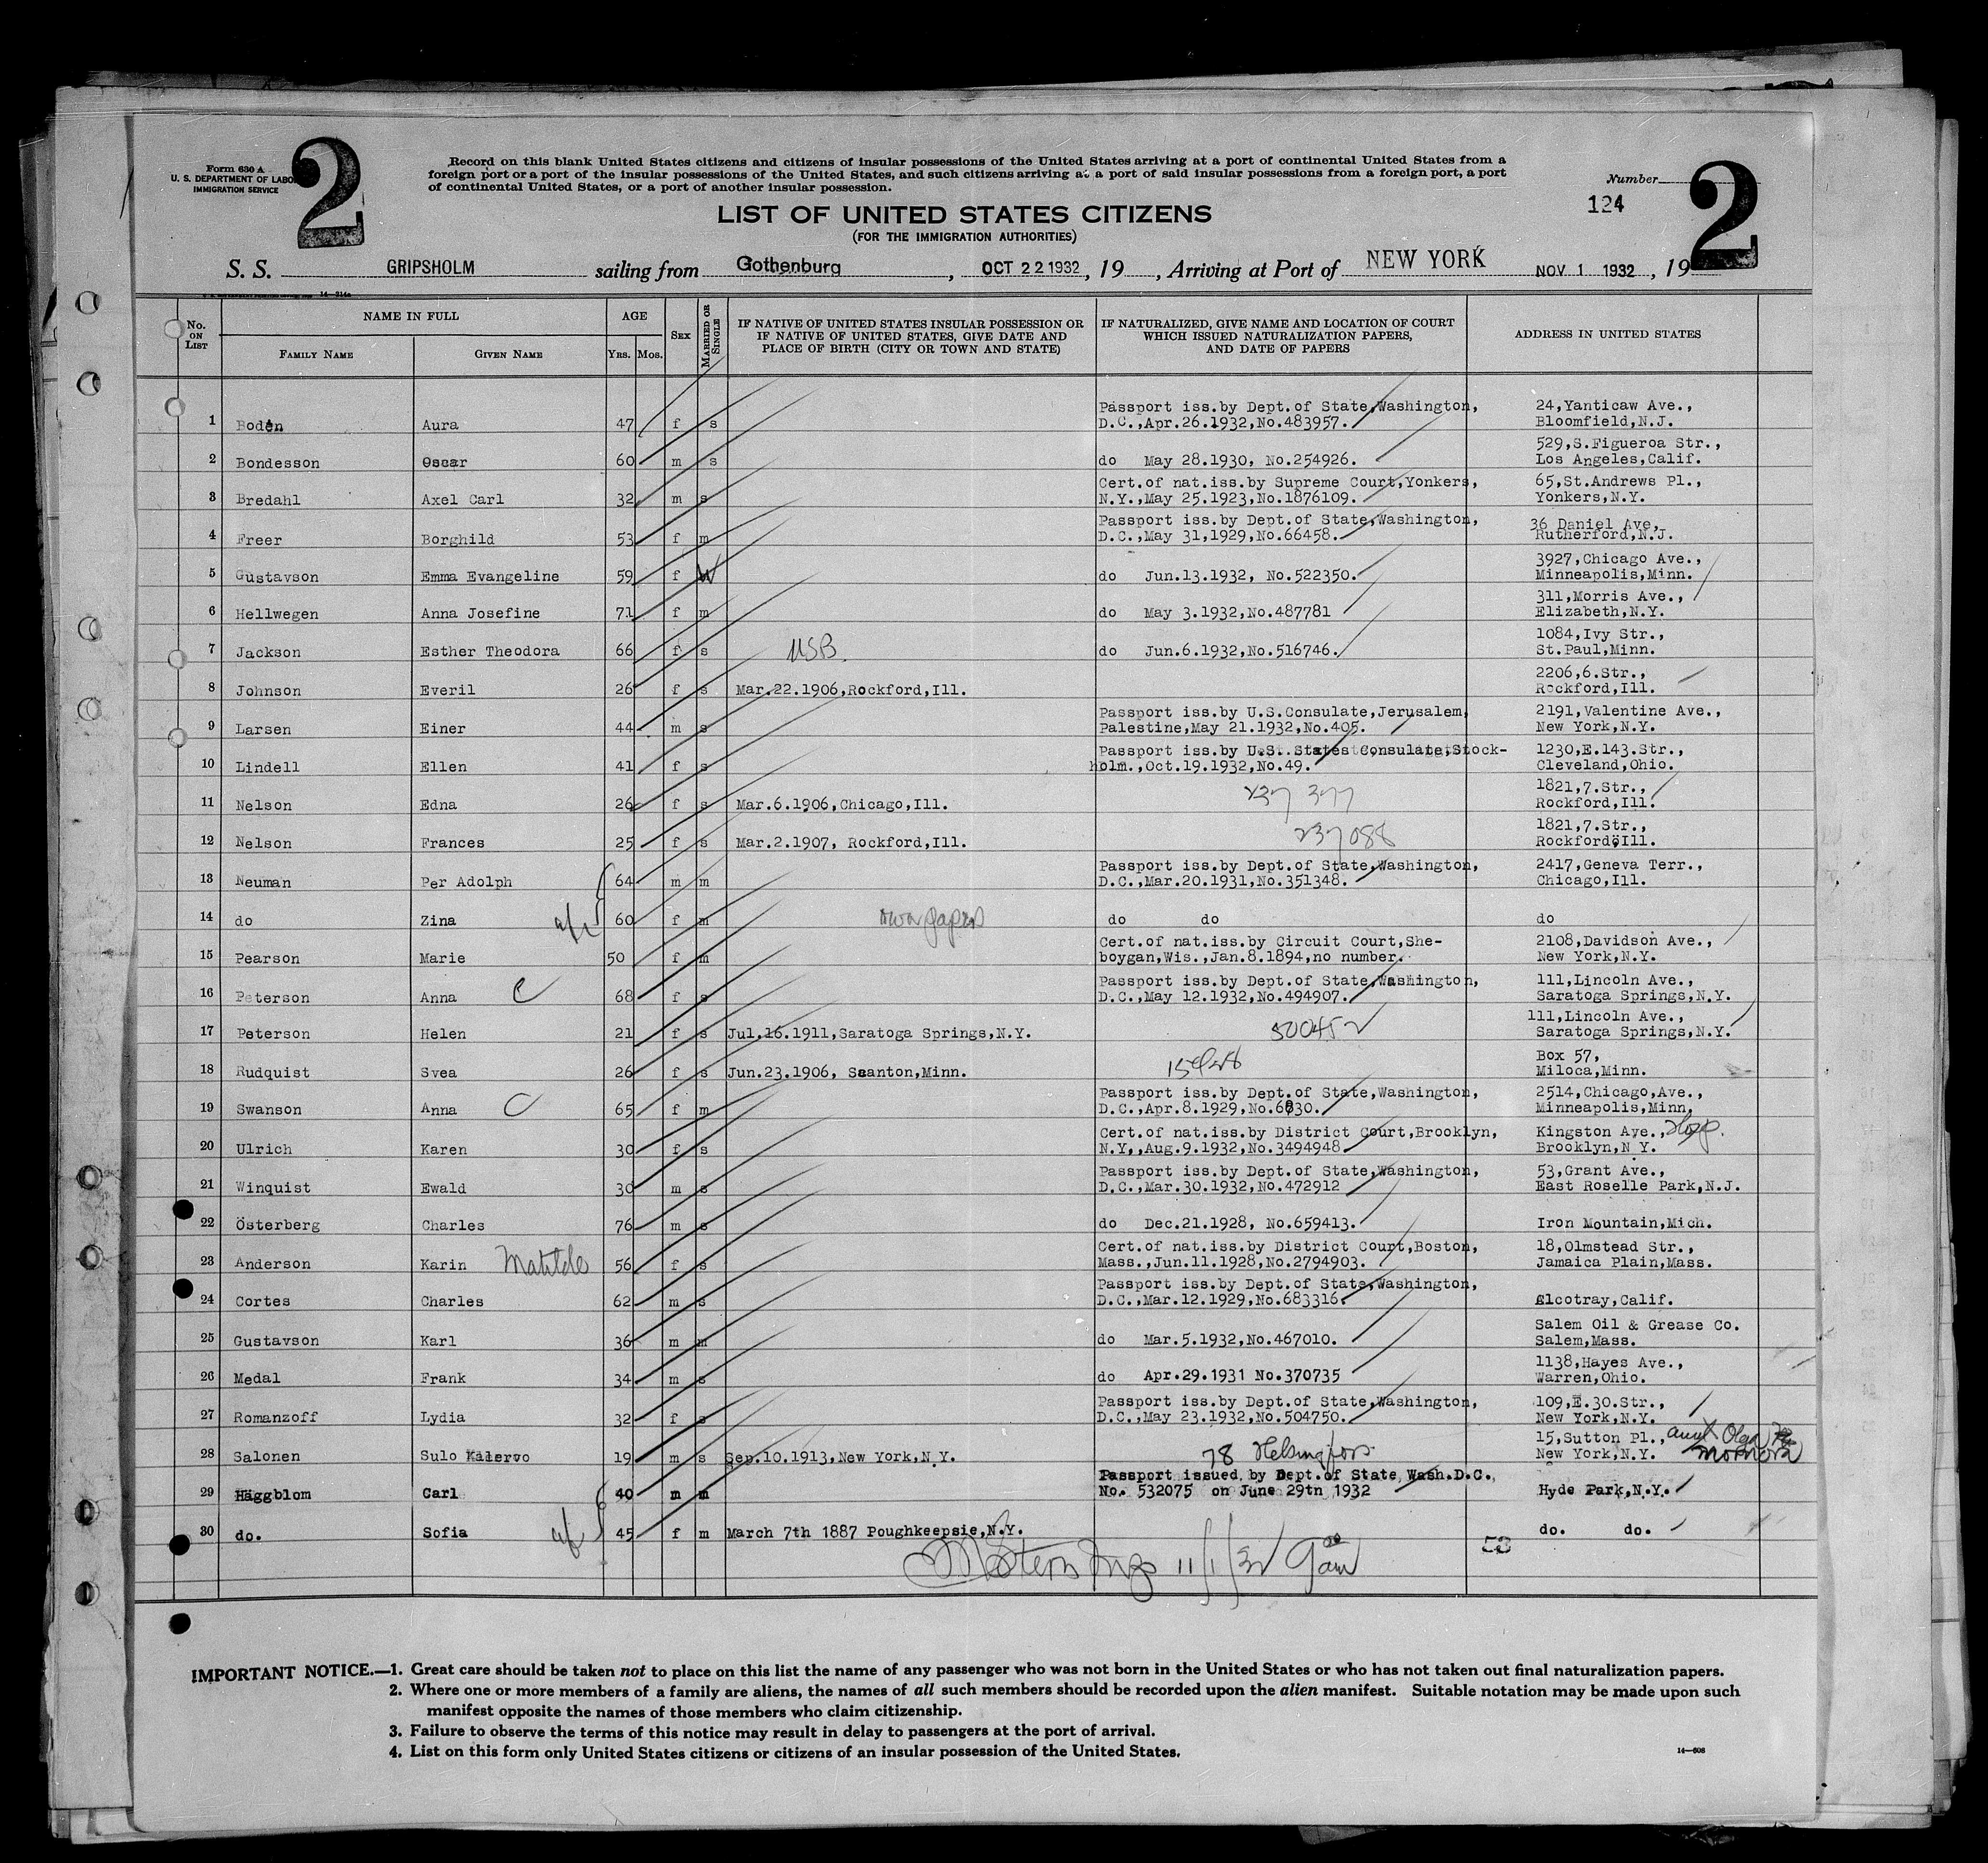 2
2
Form 630 A
U. S. DEPARTMENT OF LABOR
IMMIGRATION SERVICE
Record on this blank United States citizens and citizens of insular possessions of the United States arriving at a port of continental United States from a
foreign port or a port of the insular possessions of the United States, and such citizens arriving at a port of said insular possessions from a foreign port, a port
of continental United States, or a port of another insular possession.
Number
124
LIST OF UNITED STATES CITIZENS
(FOR THE IMMIGRATION AUTHORITIES)
S. S. GRIPSHOLM sailing from Gothenburg, OCT 22 1932, 19 , Arriving at Port of NEW YORK NOV 1 1932, 19
14—214a
No. ON LIST
NAME IN FULL
FAMILY NAME
GIVEN NAME
AGE
Yrs. Mos.
SEX
MARRIED OR SINGLE
IF NATIVE OF UNITED STATES INSULAR POSSESSION OR
IF NATIVE OF UNITED STATES, GIVE DATE AND
PLACE OF BIRTH (CITY OR TOWN AND STATE)
IF NATURALIZED, GIVE NAME AND LOCATION OF COURT
WHICH ISSUED NATURALIZATION PAPERS,
AND DATE OF PAPERS
ADDRESS IN UNITED STATES
Passport iss.by Dept.of State,Washington, 24,Yanticaw Ave.,
1 Boden Aura 47 f s D.C.,Apr.26.1932,No.483957. Bloomfield,N.J.
529,S.Figueroa Str.,
2 Bondesson Oscar 60 m s do May 28.1930, No.254926. Los Angeles,Calif.
Cert.of nat.iss.by Supreme Court,Yonkers, 65,St.Andrews Pl.,
3 Bredahl Axel Carl 32 m s N.Y.,May 25.1923,No.1876109. Yonkers,N.Y.
Passport iss.by Dept.of State,Washington, 36 Daniel Ave,
4 Freer Borghild 53 f m D.C.,May 31,1929,No.66458. Rutherford,N.J.
3927,Chicago Ave.,
5 Gustavson Emma Evangeline 59 f W do Jun.13.1932, No.522350. Minneapolis,Minn.
311,Morris Ave.,
6 Hellwegen Anna Josefine 71 f m do May 3.1932,No.487781 Elizabeth,N.Y.
1084,Ivy Str.,
7 Jackson Esther Theodora 66 f s USB. do Jun.6.1932,No.516746. St.Paul,Minn.
2206,6.Str.,
8 Johnson Everil 26 f s Mar.22.1906,Rockford,Ill. Rockford,Ill.
Passport iss.by U.S.Consulate,Jerusalem, 2191,Valentine Ave.,
9 Larsen Einer 44 m s Palestine,May 21.1932,No.405. New York,N.Y.
Passport iss.by U.S. States Consulate,Stock- 1230,E.143.Str.,
10 Lindell Ellen 41 f s holm.,Oct.19.1932,No.49. Cleveland,Ohio.
1821,7.Str.,
11 Nelson Edna 26 f s Mar.6.1906,Chicago,Ill. 237 377 Rockford,Ill.
1821,7.Str.,
12 Nelson Frances 25 f s Mar.2.1907, Rockford,Ill. 237088 Rockford,Ill.
Passport iss.by Dept.of State,Washington, 2417,Geneva Terr.,
13 Neuman Per Adolph 64 m m D.C.,Mar.20.1931,No.351348. Chicago,Ill.
14 do Zina 60 f m own papers do do do
Cert.of nat.iss.by Circuit Court,She- 2108,Davidson Ave.,
15 Pearson Marie 50 f m boygan,Wis.,Jan.8.1894,no number. New York,N.Y.
Passport iss.by Dept.of State,Washington, 111,Lincoln Ave.,
16 Peterson Anna C 68 f s D.C.,May 12.1932,No.494907. Saratoga Springs,N.Y.
111,Lincoln Ave.,
17 Peterson Helen 21 f s Jul.16.1911,Saratoga Springs,N.Y. 500452 Saratoga Springs,N.Y.
Box 57,
18 Rudquist Svea 26 f s Jun.23.1906, Scanton,Minn. Miloca,Minn.
Passport iss.by Dept.of State,Washington, 2514,Chicago,Ave.,
19 Swanson Anna C 65 f m D.C.,Apr.8.1929,No.6930. Minneapolis,Minn.
Cert.of nat.iss.by District Court,Brooklyn, Kingston Ave.,
20 Ulrich Karen 30 f s N.Y.,Aug.9.1932,No.3494948. Brooklyn,N Y.
Passport iss.by Dept.of State,Washington, 53,Grant Ave.,
21 Winquist Ewald 30 m s D.C.,Mar.30.1932,No.472912 East Roselle Park,N.J.
22 Österberg Charles 76 m s do Dec.21.1928, No.659413. Iron Mountain,Mich.
Cert.of nat.iss.by District Court,Boston, 18,Olmstead Str.,
23 Anderson Karin Matilda 56 f s Mass.,Jun.11.1928,No.2794903. Jamaica Plain,Mass.
Passport iss.by Dept.of State,Washington,
24 Cortes Charles 62 m s D.C.,Mar.12.1929,No.683316. Alcotray,Calif.
Salem Oil & Grease Co.
25 Gustavson Karl 36 m m do Mar.5.1932,No.467010. Salem,Mass.
1138,Hayes Ave.,
26 Medal Frank 34 m s do Apr.29.1931 No.370735 Warren,Ohio.
Passport iss.by Dept.of State,Washington, 109,E.30.Str.,
27 Romanzoff Lydia 32 f s D.C.,May 23.1932,No.504750. New York,N.Y.
15,Sutton Pl., aunt Olga
28 Salonen Sulo Kalervo 19 m s Sep.10.1913,New York,N.Y. 78 Helsingfors New York,N.Y.
Passport issued by Dept.of State Wash.D.C.,
29 Häggblom Carl 40 m m No. 532075 on June 29th 1932 Hyde Park,N.Y.
30 do. Sofia 45 f m March 7th 1887 Poughkeepsie,N.Y. do. do.
Stern Insp 11/1/32 9 am
53
IMPORTANT NOTICE.—1. Great care should be taken not to place on this list the name of any passenger who was not born in the United States or who has not taken out final naturalization papers.
2. Where one or more members of a family are aliens, the names of all such members should be recorded upon the alien manifest. Suitable notation may be made upon such
manifest opposite the names of those members who claim citizenship.
3. Failure to observe the terms of this notice may result in delay to passengers at the port of arrival.
4. List on this form only United States citizens or citizens of an insular possession of the United States.
14—608